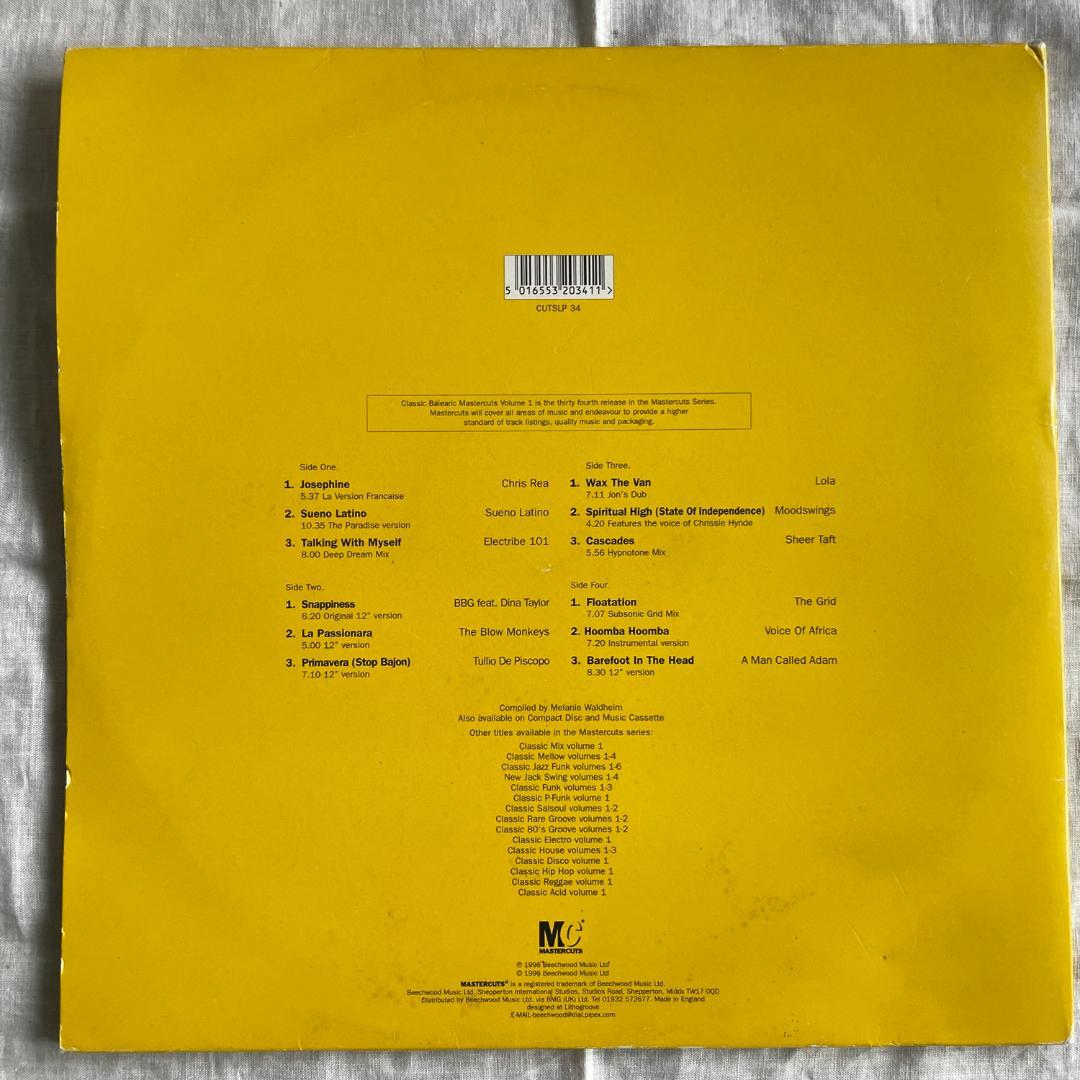 5 016553 203411 >
CUTSLP 34
Classic Balearic Mastercuts Volume 1 is the thirty fourth release in the Mastercuts Series.
Mastercuts will cover all areas of music and endeavour to provide a higher
standard of track listings, quality music and packaging.
Side One.
1. Josephine Chris Rea
5.37 La Version Francaise
2. Sueno Latino Sueno Latino
10.35 The Paradise version
3. Talking With Myself Electribe 101
8.00 Deep Dream Mix
Side Two.
1. Snappiness BBG feat. Dina Taylor
6.20 Original 12" version
2. La Passionara The Blow Monkeys
5.00 12" version
3. Primavera (Stop Bajon) Tullio De Piscopo
7.10 12" version
Side Three.
1. Wax The Van Lola
7.11 Jon's Dub
2. Spiritual High (State Of Independence) Moodswings
4.20 Features the voice of Chrissie Hynde
3. Cascades Sheer Taft
5.56 Hypnotone Mix
Side Four.
1. Floatation The Grid
7.07 Subsonic Grid Mix
2. Hoomba Hoomba Voice Of Africa
7.20 Instrumental version
3. Barefoot In The Head A Man Called Adam
8.30 12" version
Compiled by Melanie Waldheim
Also available on Compact Disc and Music Cassette
Other titles available in the Mastercuts series:
Classic Mix volume 1
Classic Mellow volumes 1-4
Classic Jazz Funk volumes 1-6
New Jack Swing volumes 1-4
Classic Funk volumes 1-3
Classic P-Funk volume 1
Classic Salsoul volumes 1-2
Classic Rare Groove volumes 1-2
Classic 80's Groove volumes 1-2
Classic Electro volume 1
Classic House volumes 1-3
Classic Disco volume 1
Classic Hip Hop volume 1
Classic Reggae volume 1
Classic Acid volume 1
Mc
MASTERCUTS
℗ 1996 Beechwood Music Ltd
© 1996 Beechwood Music Ltd
MASTERCUTS® is a registered trademark of Beechwood Music Ltd.
Beechwood Music Ltd, Shepperton International Studios, Studios Road, Shepperton, Middx TW17 0QD
Distributed by Beechwood Music Ltd. via BMG (UK) Ltd. Tel 01932 572677. Made in England
designed at Lithogroove
E-MAIL-beechwood@dial.pipex.com